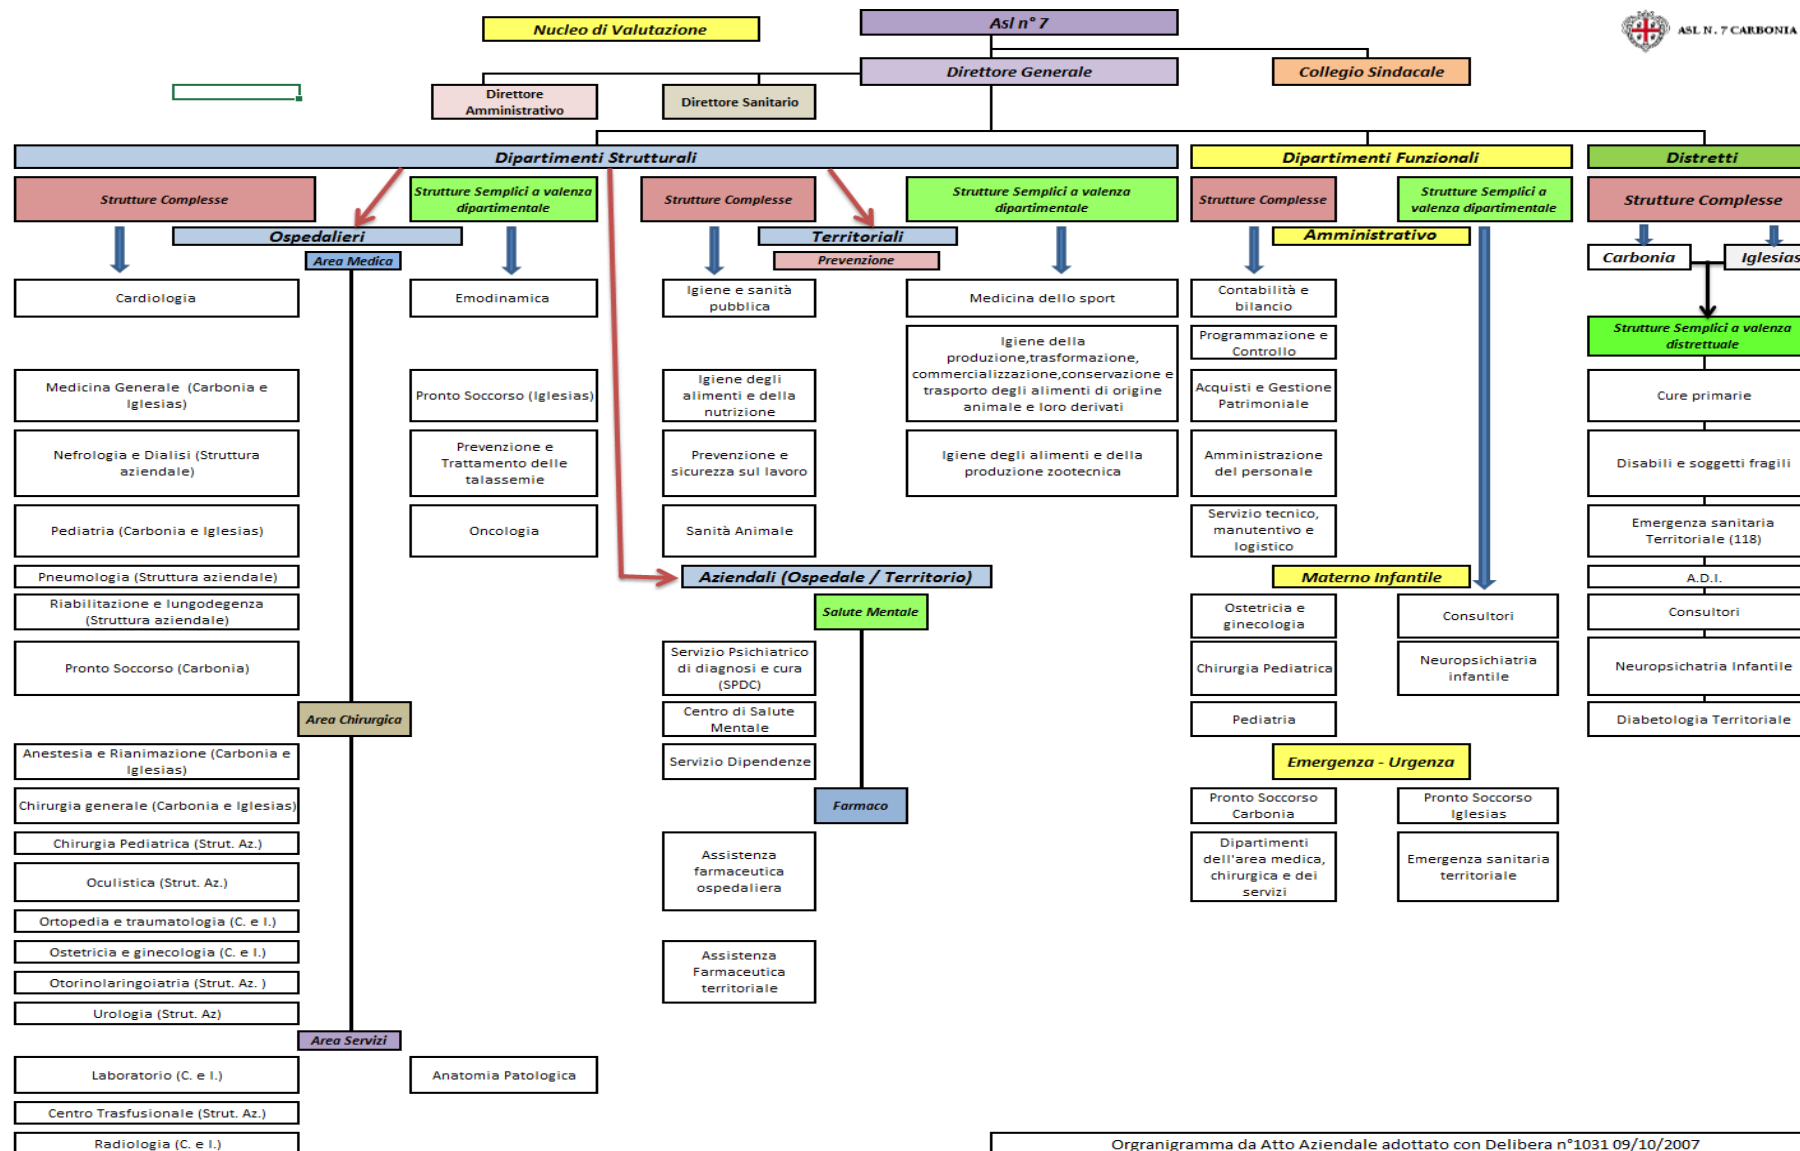 Nucleo di Valutazione
Asl n° 7
ASL N. 7 CARBONIA
Direttore Generale
Collegio Sindacale
Direttore
Amministrativo
Direttore Sanitario
Dipartimenti Strutturali
Dipartimenti Funzionali
Distretti
Strutture Complesse
Strutture Semplici a valenza
dipartimentale
Strutture Complesse
Strutture Semplici a valenza
dipartimentale
Strutture Complesse
Strutture Semplici a
valenza dipartimentale
Strutture Complesse
Ospedalieri
Territoriali
Amministrativo
Area Medica
Prevenzione
Carbonia
Iglesias
Cardiologia
Emodinamica
Igiene e sanità
pubblica
Medicina dello sport
Contabilità e
bilancio
Strutture Semplici a valenza
distrettuale
Igiene della
produzione,trasformazione,
commercializzazione,conservazione e
trasporto degli alimenti di origine
animale e loro derivati
Programmazione e
Controllo
Medicina Generale (Carbonia e
Iglesias)
Pronto Soccorso (Iglesias)
Igiene degli
alimenti e della
nutrizione
Acquisti e Gestione
Patrimoniale
Cure primarie
Nefrologia e Dialisi (Struttura
aziendale)
Prevenzione e
Trattamento delle
talassemie
Prevenzione e
sicurezza sul lavoro
Igiene degli alimenti e della
produzione zootecnica
Amministrazione
del personale
Disabili e soggetti fragili
Pediatria (Carbonia e Iglesias)
Oncologia
Sanità Animale
Servizio tecnico,
manutentivo e
logistico
Emergenza sanitaria
Territoriale (118)
Pneumologia (Struttura aziendale)
Aziendali (Ospedale / Territorio)
Materno Infantile
A.D.I.
Riabilitazione e lungodegenza
(Struttura aziendale)
Salute Mentale
Ostetricia e
ginecologia
Consultori
Consultori
Pronto Soccorso (Carbonia)
Servizio Psichiatrico
di diagnosi e cura
(SPDC)
Chirurgia Pediatrica
Neuropsichiatria
infantile
Neuropsichatria Infantile
Area Chirurgica
Centro di Salute
Mentale
Pediatria
Diabetologia Territoriale
Anestesia e Rianimazione (Carbonia e
Iglesias)
Servizio Dipendenze
Emergenza - Urgenza
Chirurgia generale (Carbonia e Iglesias)
Farmaco
Pronto Soccorso
Carbonia
Pronto Soccorso
Iglesias
Chirurgia Pediatrica (Strut. Az.)
Assistenza
farmaceutica
ospedaliera
Dipartimenti
dell'area medica,
chirurgica e dei
servizi
Emergenza sanitaria
territoriale
Oculistica (Strut. Az.)
Ortopedia e traumatologia (C. e I.)
Ostetricia e ginecologia (C. e I.)
Assistenza
Farmaceutica
territoriale
Otorinolaringoiatria (Strut. Az. )
Urologia (Strut. Az)
Area Servizi
Laboratorio (C. e I.)
Anatomia Patologica
Centro Trasfusionale (Strut. Az.)
Radiologia (C. e I.)
Orgranigramma da Atto Aziendale adottato con Delibera n°1031 09/10/2007